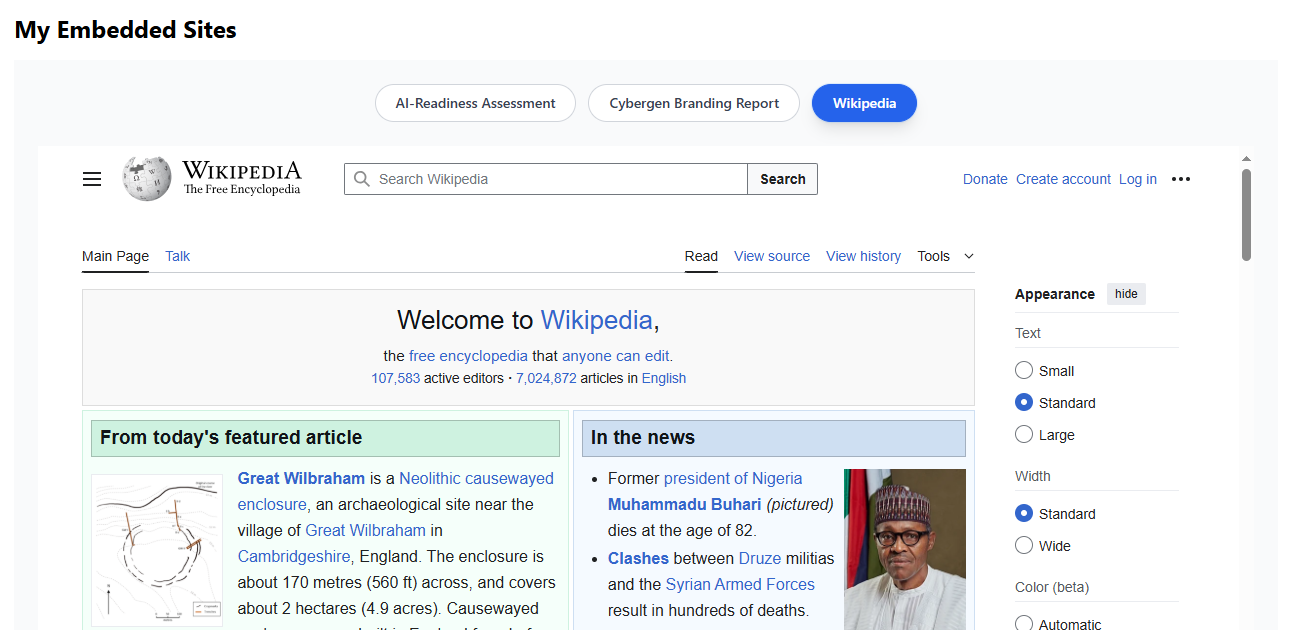 My Embedded Sites
AI-Readiness Assessment
Cybergen Branding Report
Wikipedia
WIKIPEDIA
The Free Encyclopedia
Search Wikipedia
Search
Donate Create account Log in
Main Page Talk
Read View source View history Tools
Appearance hide
Text
Small
Standard
Large
Width
Standard
Wide
Color (beta)
Automatic
Welcome to Wikipedia,
the free encyclopedia that anyone can edit.
107,583 active editors · 7,024,872 articles in English
From today's featured article
Great Wilbraham is a Neolithic causewayed
enclosure, an archaeological site near the
village of Great Wilbraham in
Cambridgeshire, England. The enclosure is
about 170 metres (560 ft) across, and covers
about 2 hectares (4.9 acres). Causewayed
In the news
• Former president of Nigeria
Muhammadu Buhari (pictured)
dies at the age of 82.
• Clashes between Druze militias
and the Syrian Armed Forces
result in hundreds of deaths.